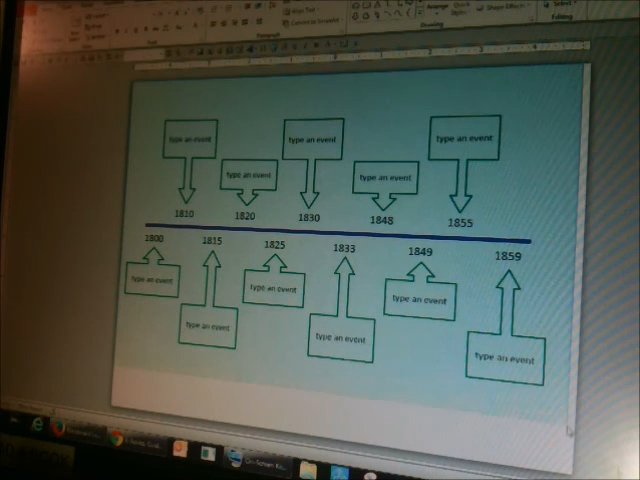 type an event
type an event
type an event
type an event
type an event
1810
1820
1830
1848
1855
1800
1815
1825
1833
1849
1859
type an event
type an event
type an event
type an event
type an event
type an event